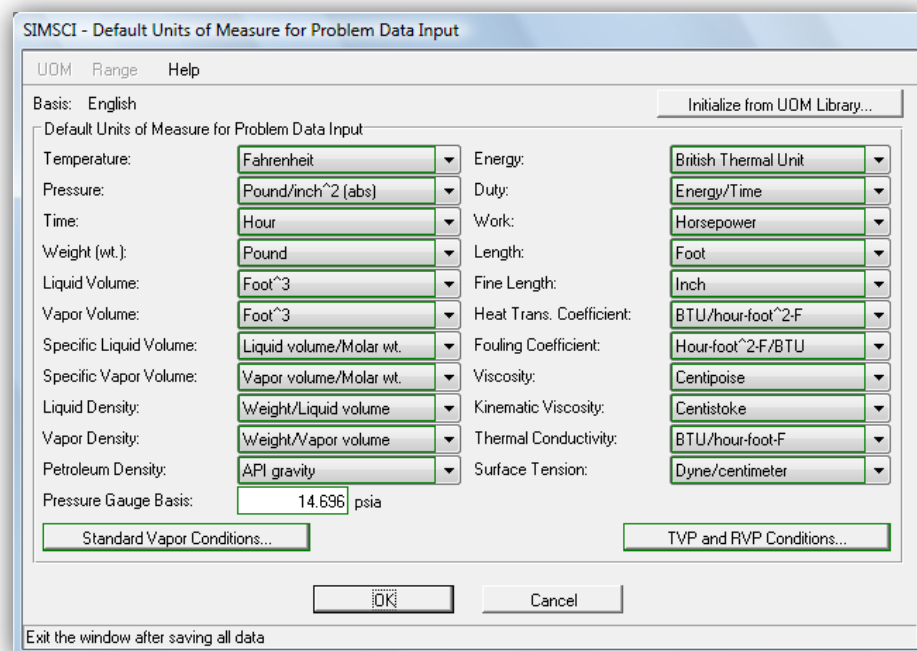 SIMSCI - Default Units of Measure for Problem Data Input
UOM Range Help
Basis: English Initialize from UOM Library...
Default Units of Measure for Problem Data Input
Temperature: Fahrenheit Energy: British Thermal Unit
Pressure: Pound/inch^2 (abs) Duty: Energy/Time
Time: Hour Work: Horsepower
Weight (wt.): Pound Length: Foot
Liquid Volume: Foot^3 Fine Length: Inch
Vapor Volume: Foot^3 Heat Trans. Coefficient: BTU/hour-foot^2-F
Specific Liquid Volume: Liquid volume/Molar wt. Fouling Coefficient: Hour-foot^2-F/BTU
Specific Vapor Volume: Vapor volume/Molar wt. Viscosity: Centipoise
Liquid Density: Weight/Liquid volume Kinematic Viscosity: Centistoke
Vapor Density: Weight/Vapor volume Thermal Conductivity: BTU/hour-foot-F
Petroleum Density: API gravity Surface Tension: Dyne/centimeter
Pressure Gauge Basis: 14.696 psia
Standard Vapor Conditions... TVP and RVP Conditions...
OK Cancel
Exit the window after saving all data